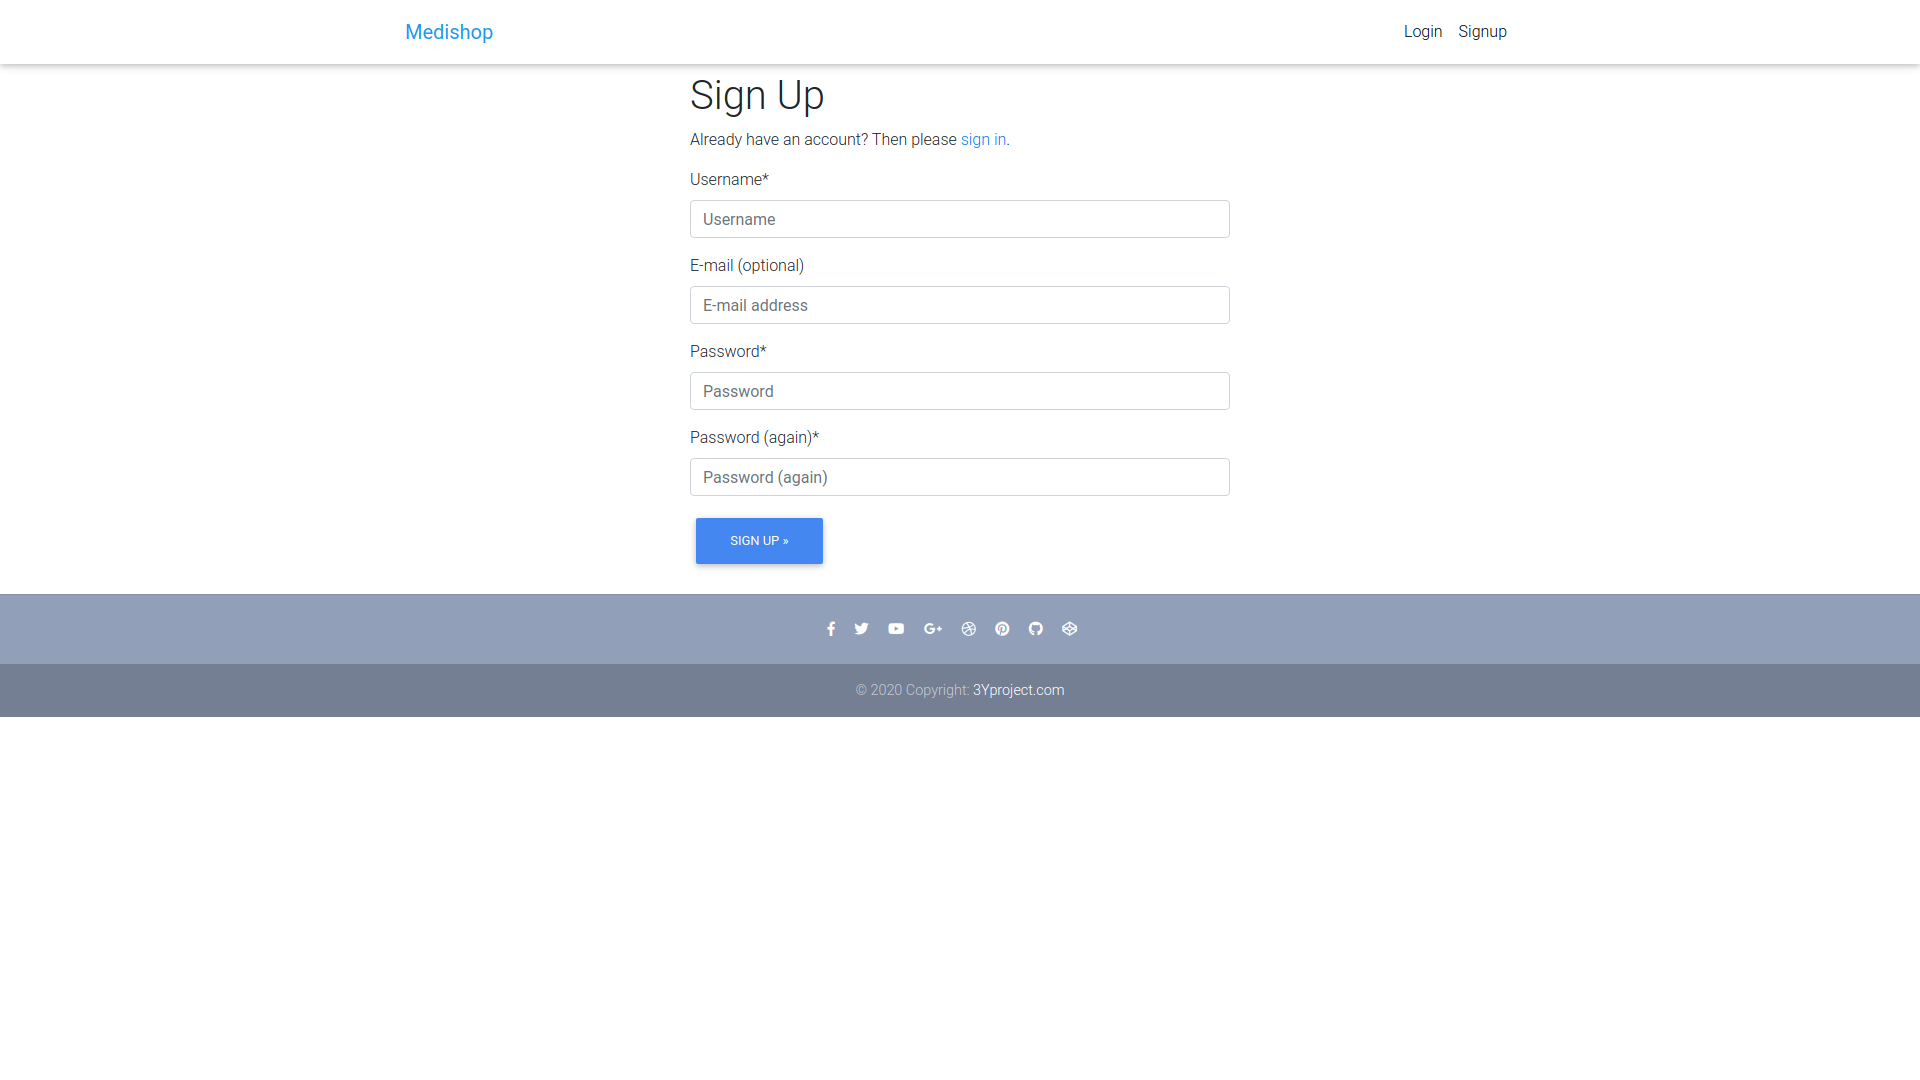 Medishop
Login
Signup
Sign Up
Already have an account? Then please sign in.
Username*
Username
E-mail (optional)
E-mail address
Password*
Password
Password (again)*
Password (again)
SIGN UP »
© 2020 Copyright: 3Yproject.com